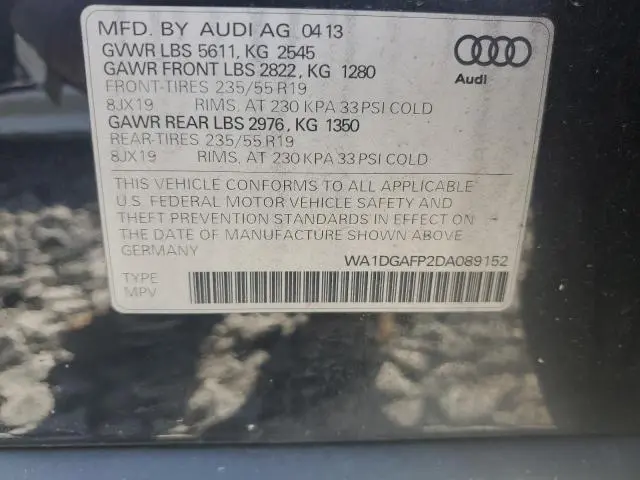 MFD. BY AUDI AG 0413
GVWR LBS 5611, KG 2545
GAWR FRONT LBS 2822, KG 1280
FRONT-TIRES 235/55 R19
8JX19 RIMS, AT 230 KPA 33 PSI COLD
GAWR REAR LBS 2976, KG 1350
REAR-TIRES 235/55 R19
8JX19 RIMS, AT 230 KPA 33 PSI COLD
Audi
THIS VEHICLE CONFORMS TO ALL APPLICABLE
U.S. FEDERAL MOTOR VEHICLE SAFETY AND
THEFT PREVENTION STANDARDS IN EFFECT ON
THE DATE OF MANUFACTURE SHOWN ABOVE
GERMANY
WA1DGAFP2DA089152
TYPE
MPV